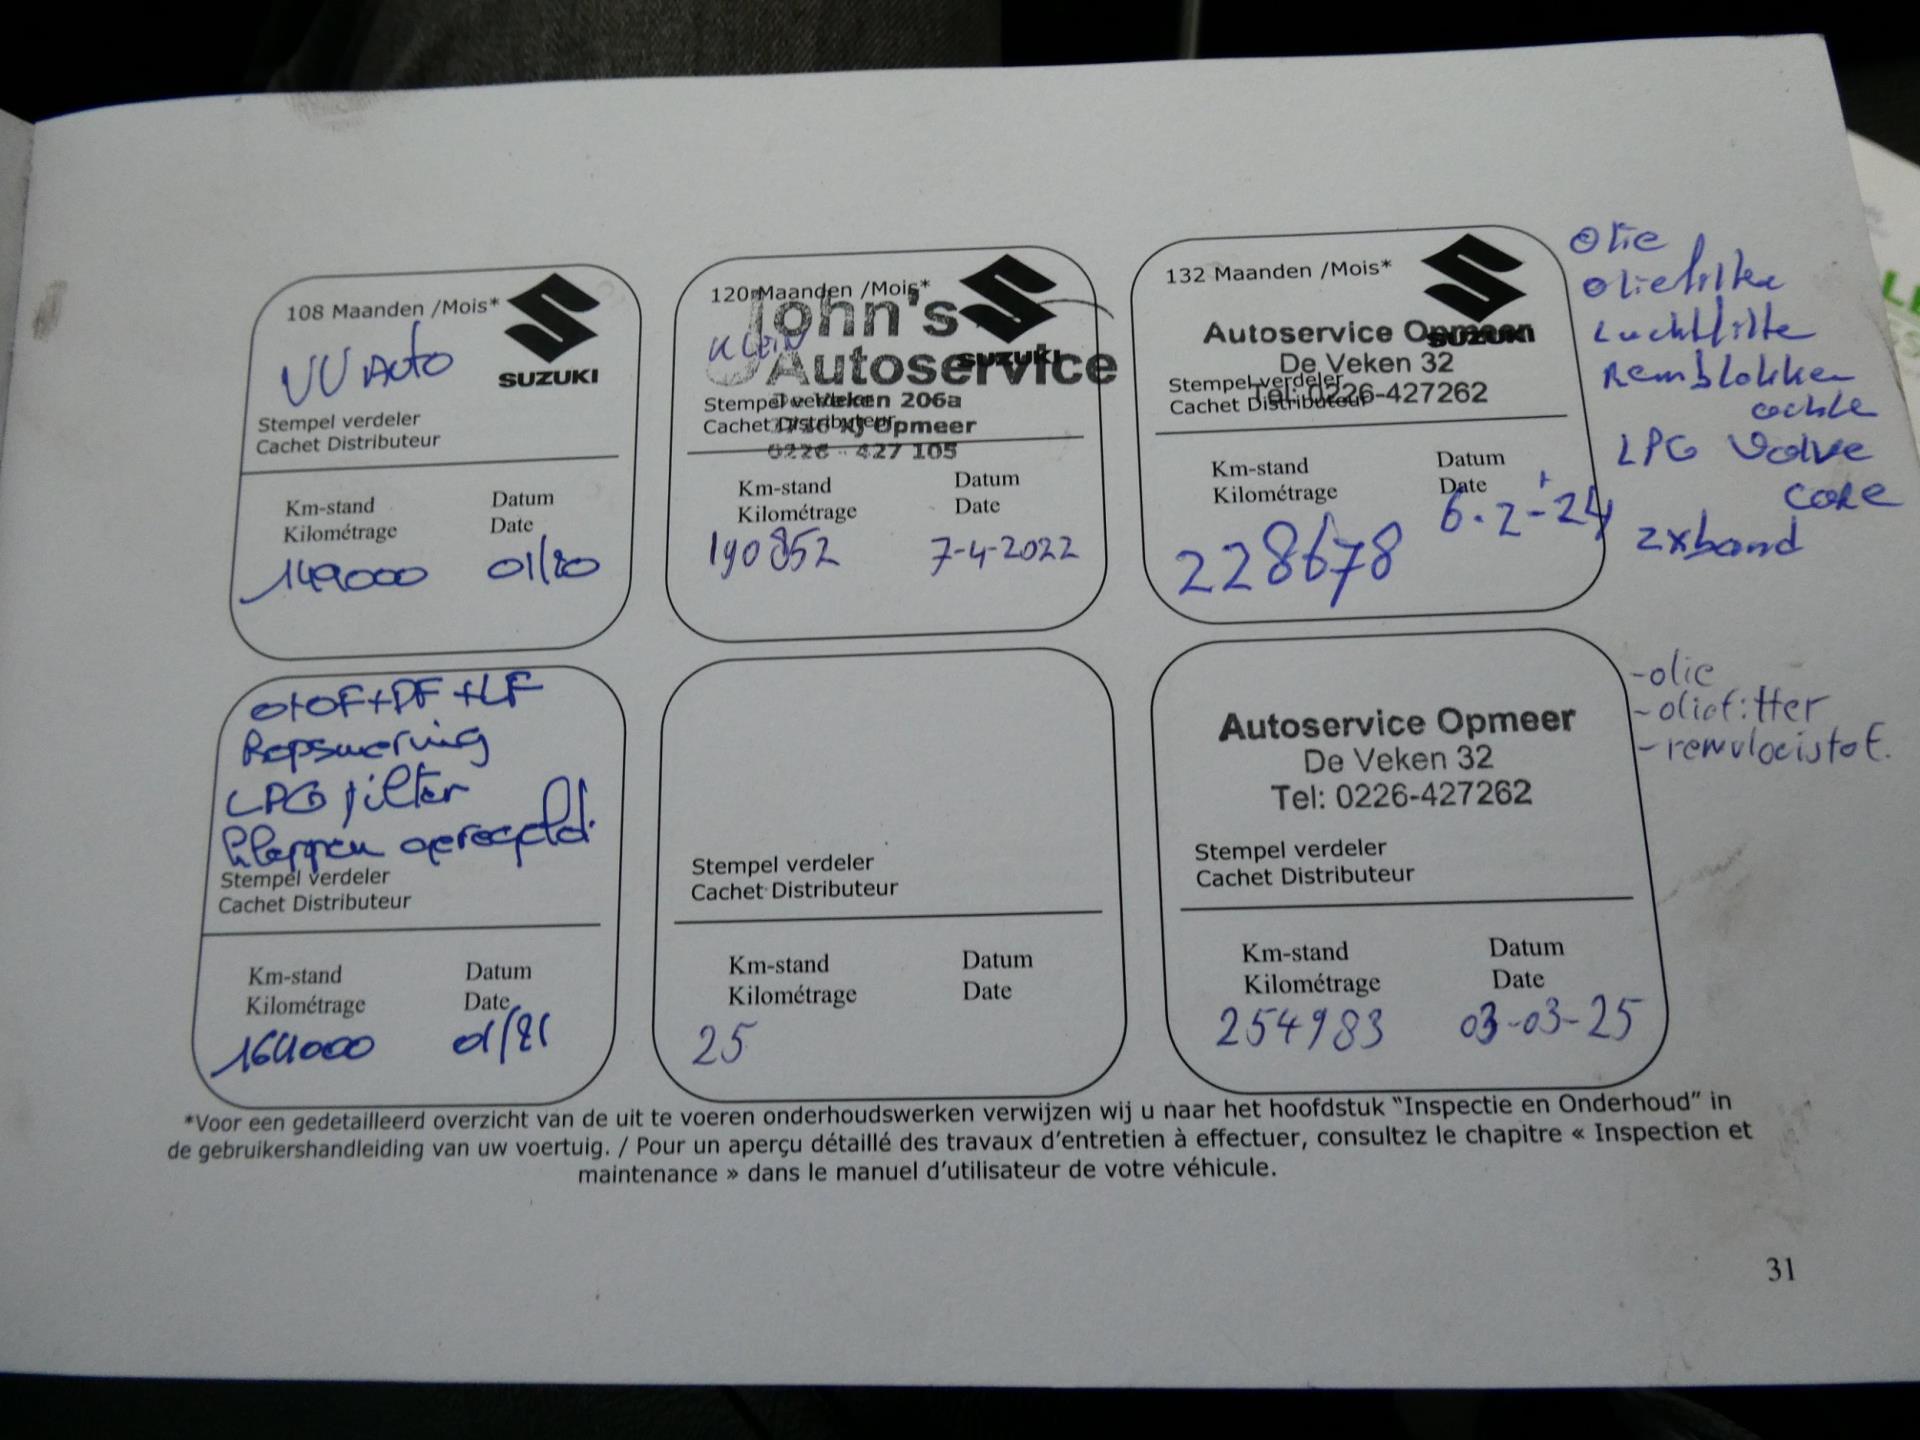 108 Maanden /Mois*
VV Auto
SUZUKI
Stempel verdeler
Cachet Distributeur
Km-stand Datum
Kilométrage Date
149000 01/20
120 Maanden /Mois*
John's
Klein
Autoservice
SUZUKI
De Veken 206a
Stempel verdeler
Cachet Distributeur
Opmeer
0226 - 427 105
Km-stand Datum
Kilométrage Date
190852 7-4-2022
132 Maanden /Mois*
Autoservice Opmeer
SUZUKI
De Veken 32
Tel: 0226-427262
Stempel verdeler
Cachet Distributeur
Km-stand Datum
Kilométrage Date
228678 6-2-24
Olie
Oliefilter
Luchtfilter
Remblokken
LPG Valve
core
2xband
O+OF+PF+LF
LPG filter
kleppen geregeld.
Stempel verdeler
Cachet Distributeur
Km-stand Datum
Kilométrage Date
164000 01/21
Stempel verdeler
Cachet Distributeur
Km-stand Datum
Kilométrage Date
25
Autoservice Opmeer
De Veken 32
Tel: 0226-427262
Stempel verdeler
Cachet Distributeur
Km-stand Datum
Kilométrage Date
254983 03-03-25
-olie
-oliefilter
-remvloeistof.
*Voor een gedetailleerd overzicht van de uit te voeren onderhoudswerken verwijzen wij u naar het hoofdstuk "Inspectie en Onderhoud" in
de gebruikershandleiding van uw voertuig. / Pour un aperçu détaillé des travaux d'entretien à effectuer, consultez le chapitre « Inspection et
maintenance » dans le manuel d'utilisateur de votre véhicule.
31